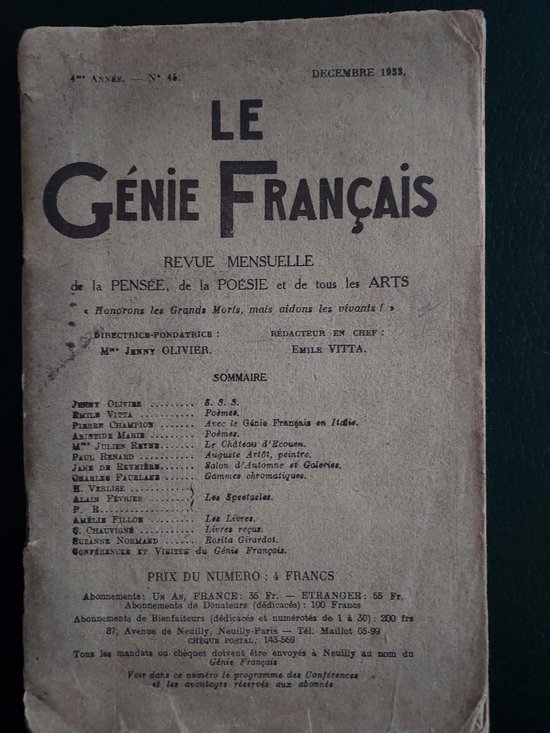 4me ANNÉE. — N° 45. DECEMBRE 1933.
LE
GÉNIE FRANÇAIS
REVUE MENSUELLE
de la PENSÉE, de la POÉSIE et de tous les ARTS
« Honorons les Grands Morts, mais aidons les vivants ! »
DIRECTRICE-FONDATRICE : RÉDACTEUR EN CHEF :
Mme JENNY OLIVIER. EMILE VITTA.
SOMMAIRE
JENNY OLIVIER ......... S. S. S.
EMILE VITTA .......... Poèmes.
PIERRE CHAMPION ....... Avec le Génie Français en Italie.
ARISTIDE MARIE ........ Poèmes.
Mme JULIEN REYNE...... Le Château d'Ecouen.
PAUL RENARD .......... Auguste Artôt, peintre.
JANE DE REYNIÈRE...... Salon d'Automne et Galeries.
CHARLES FAUELANS ...... Gammes chromatiques.
H. VERLISE ............
ALAIN FÉVRIER ........ Les Spectacles.
P. R..................
AMÉLIE FILLON ........ Les Livres.
C. CHAUVIGNÉ ......... Livres reçus.
SUZANNE NORMAND ...... Rosita Girardot.
CONFÉRENCES ET VISITES du Génie Français.
PRIX DU NUMERO : 4 FRANCS
Abonnements : UN AN, FRANCE : 35 Fr. — ETRANGER : 55 Fr.
Abonnements de Donateurs (dédicacés) : 100 Francs
Abonnements de Bienfaiteurs (dédicacés et numérotés de 1 à 30) : 200 frs
87, Avenue de Neuilly, Neuilly-Paris — Tél. Maillot 05-99
CHÈQUE POSTAL : 145-569
Tous les mandats ou chèques doivent être envoyés à Neuilly au nom du
Génie Français
Voir dans ce numéro le programme des Conférences
et les avantages réservés aux abonnés